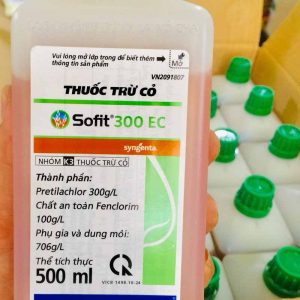 Vui lòng mở lớp trong để biết thêm
thông tin sản phẩm
Mở
VN2091807
THUỐC TRỪ CỎ
Sofit® 300 EC
syngenta
NHÓM K3 THUỐC TRỪ CỎ
Thành phần:
Pretilachlor 300g/L
Chất an toàn Fenclorim
100g/L
Phụ gia và dung môi:
706g/L
Thể tích thực
500 ml